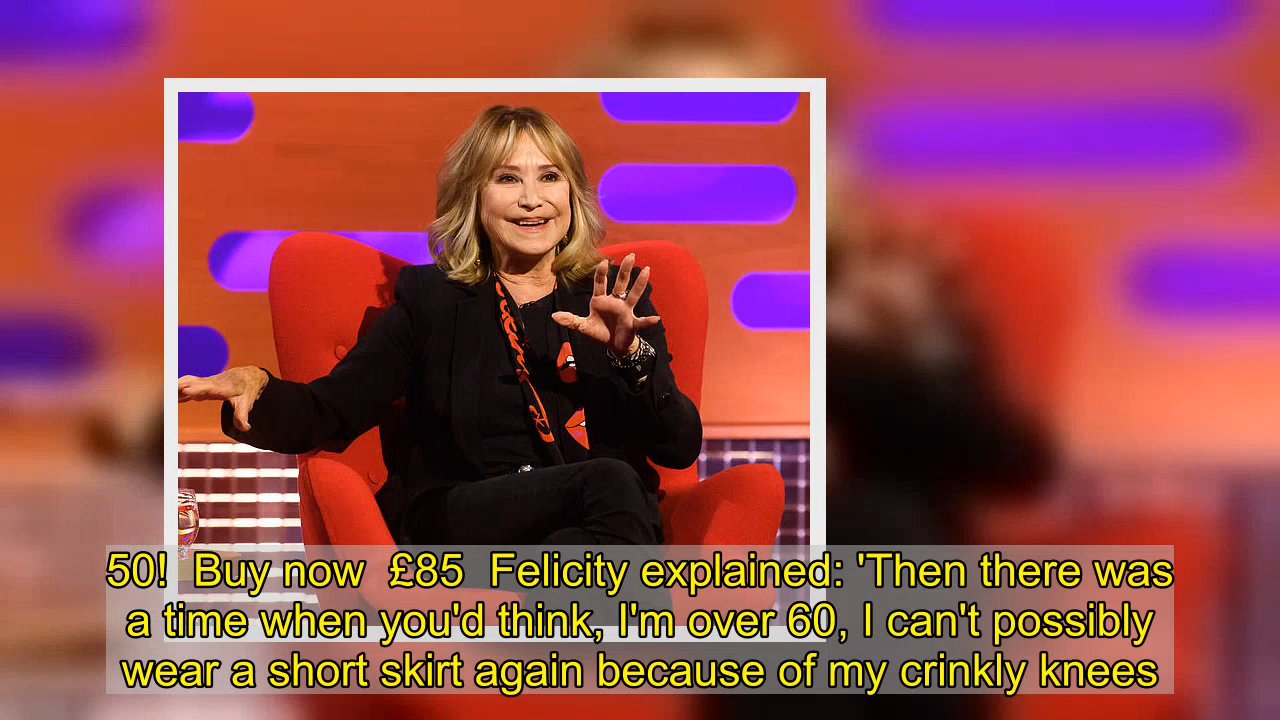 50!  Buy now  £85  Felicity explained: 'Then there was
a time when you'd think, I'm over 60, I can't possibly
wear a short skirt again because of my crinkly knees